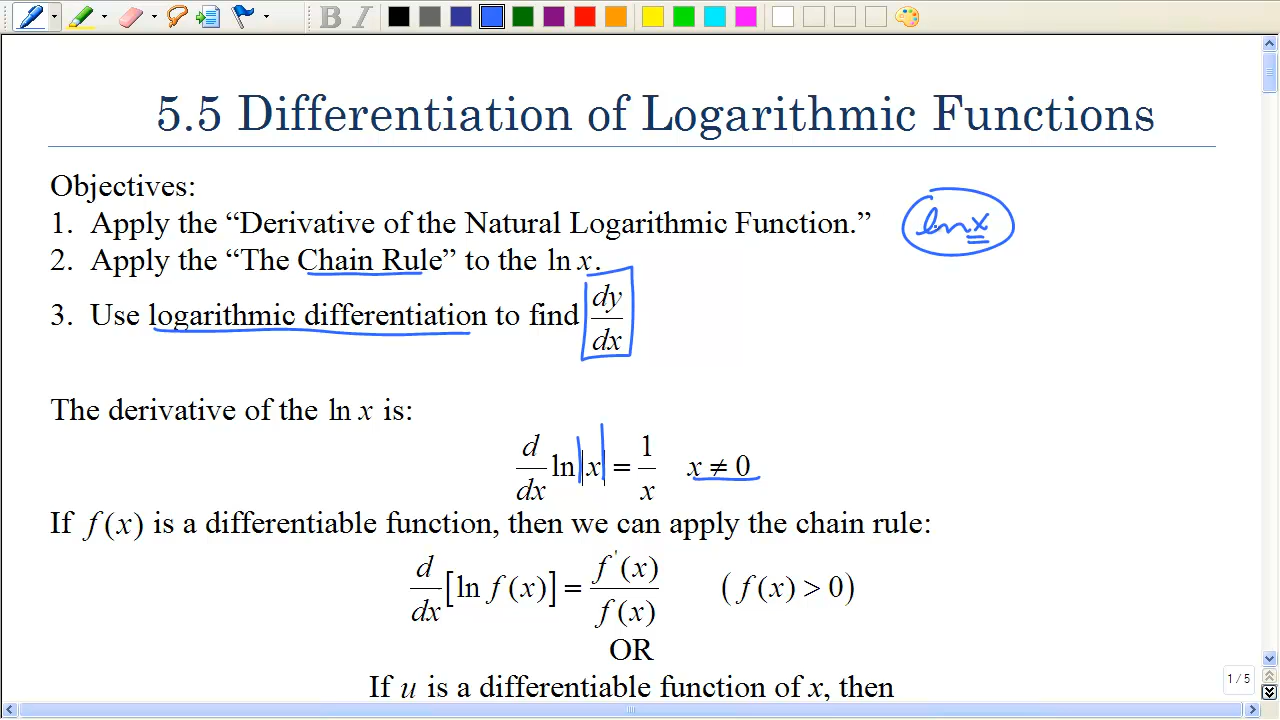 B I
5.5 Differentiation of Logarithmic Functions
Objectives:
1. Apply the “Derivative of the Natural Logarithmic Function.” ln x
2. Apply the “The Chain Rule” to the ln x.
3. Use logarithmic differentiation to find dy/dx
The derivative of the ln x is:
d/dx ln|x| = 1/x x ≠ 0
If f(x) is a differentiable function, then we can apply the chain rule:
d/dx [ln f(x)] = f'(x)/f(x) (f(x) > 0)
OR
If u is a differentiable function of x, then
1 / 5